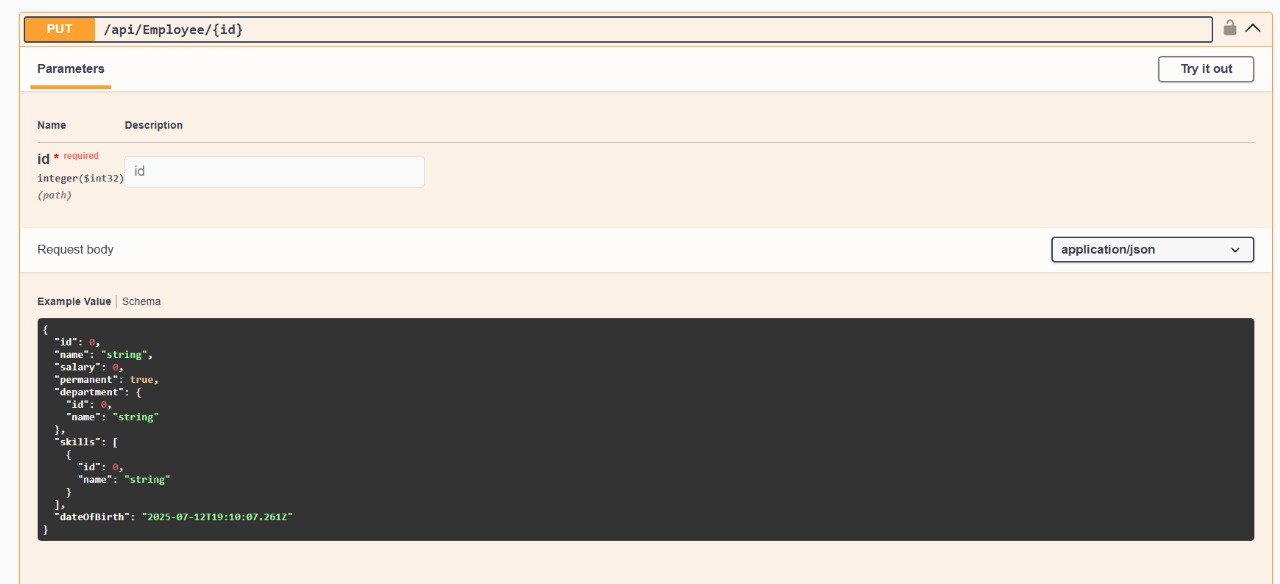 PUT /api/Employee/{id}
Parameters
Try it out
Name Description
id * required
integer($int32)
(path)
id
Request body
application/json
Example Value | Schema
{
  "id": 0,
  "name": "string",
  "salary": 0,
  "permanent": true,
  "department": {
    "id": 0,
    "name": "string"
  },
  "skills": [
    {
      "id": 0,
      "name": "string"
    }
  ],
  "dateOfBirth": "2025-07-12T19:10:07.261Z"
}